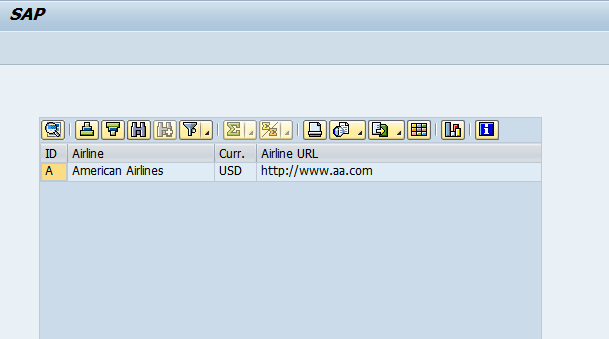 SAP
ID Airline Curr. Airline URL
A American Airlines USD http://www.aa.com